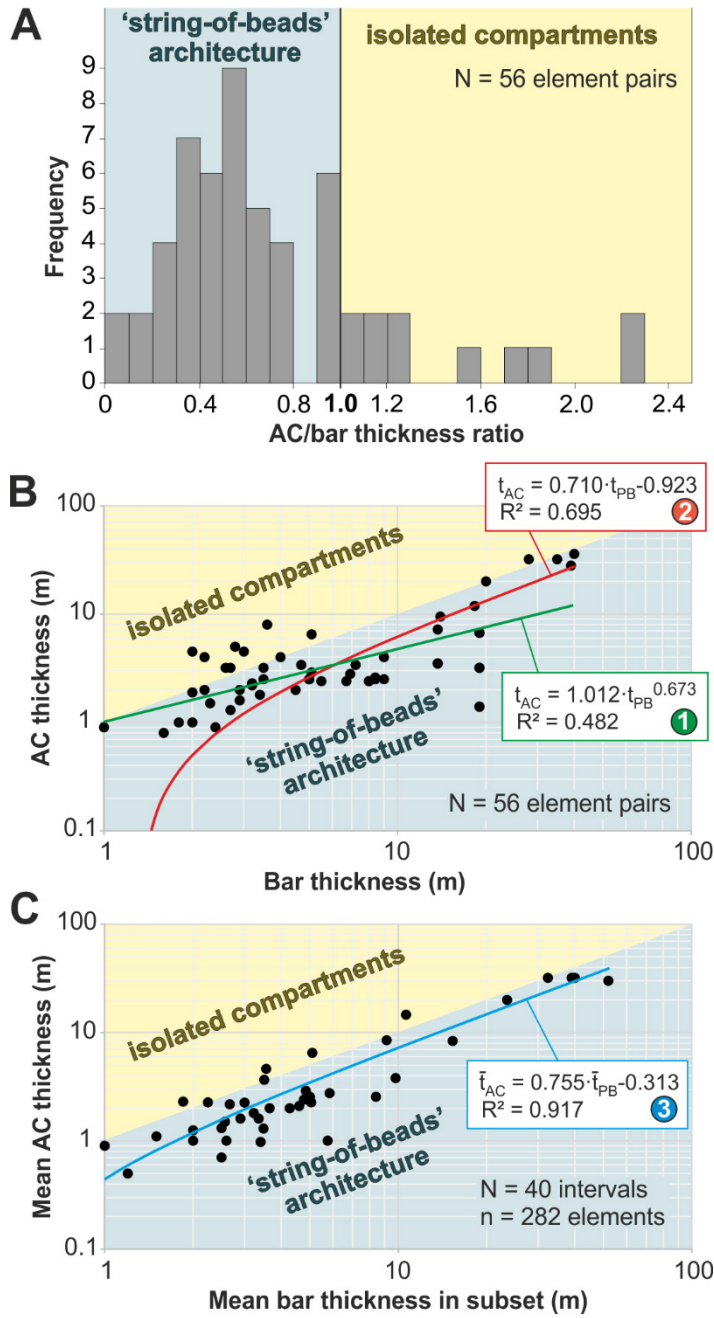 A
'string-of-beads'
architecture
isolated compartments
N = 56 element pairs
Frequency
9
8
7
6
5
4
3
2
1
0
0
0.4
0.8
1.0
1.2
1.6
2.0
2.4
AC/bar thickness ratio
B
AC thickness (m)
100
10
1
0.1
isolated compartments
t_AC = 0.710·t_PB-0.923
R² = 0.695
2
t_AC = 1.012·t_PB^0.673
R² = 0.482
1
'string-of-beads'
architecture
N = 56 element pairs
1
10
100
Bar thickness (m)
C
Mean AC thickness (m)
100
10
1
0.1
isolated compartments
t̄_AC = 0.755·t̄_PB-0.313
R² = 0.917
3
'string-of-beads'
architecture
N = 40 intervals
n = 282 elements
1
10
100
Mean bar thickness in subset (m)